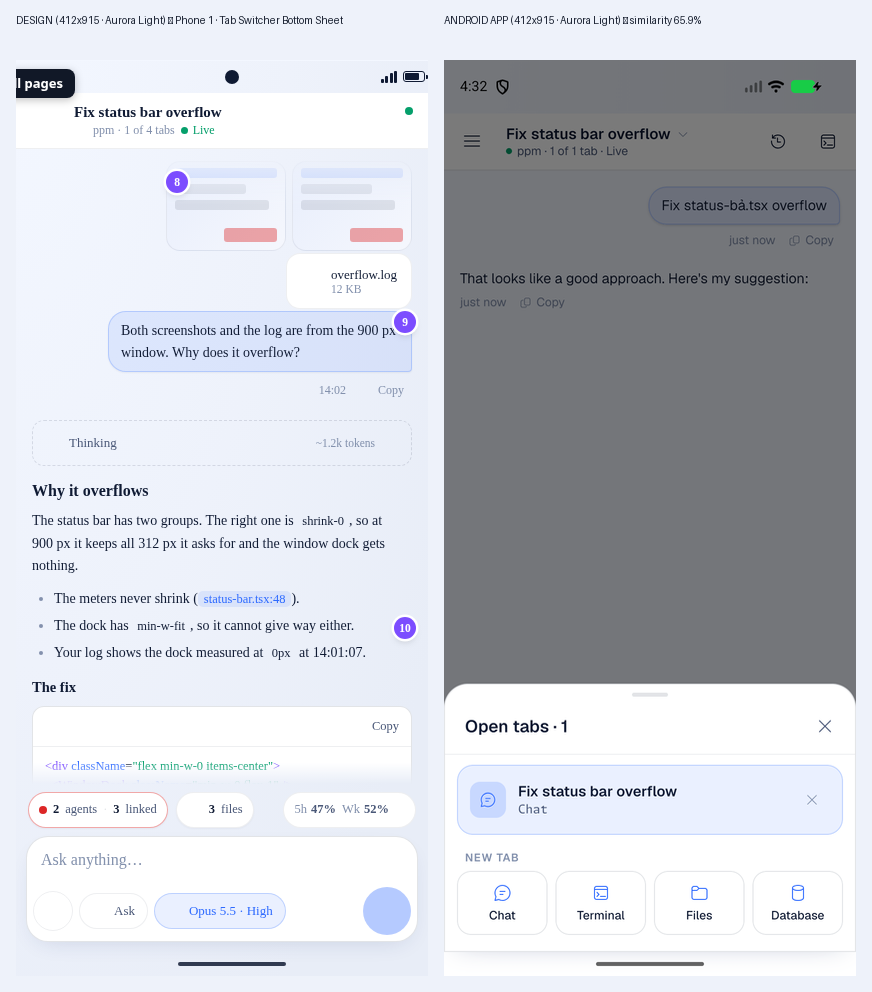 DESIGN (412x915 · Aurora Light) Phone 1 · Tab Switcher Bottom Sheet
ll pages
Fix status bar overflow
ppm · 1 of 4 tabs Live
8
overflow.log
12 KB
9
Both screenshots and the log are from the 900 px
window. Why does it overflow?
14:02 Copy
Thinking ~1.2k tokens
Why it overflows
The status bar has two groups. The right one is shrink-0 , so at
900 px it keeps all 312 px it asks for and the window dock gets
nothing.
• The meters never shrink ( status-bar.tsx:48 ).
• The dock has min-w-fit , so it cannot give way either.
10
• Your log shows the dock measured at 0px at 14:01:07.
The fix
Copy
<div className="flex min-w-0 items-center">
2 agents · 3 linked
3 files
5h 47% Wk 52%
Ask anything…
Ask
Opus 5.5 · High
ANDROID APP (412x915 · Aurora Light) similarity 65.9%
4:32
Fix status bar overflow
ppm · 1 of 1 tab · Live
Fix status-bả.tsx overflow
just now Copy
That looks like a good approach. Here's my suggestion:
just now Copy
Open tabs · 1
Fix status bar overflow
Chat
NEW TAB
Chat
Terminal
Files
Database